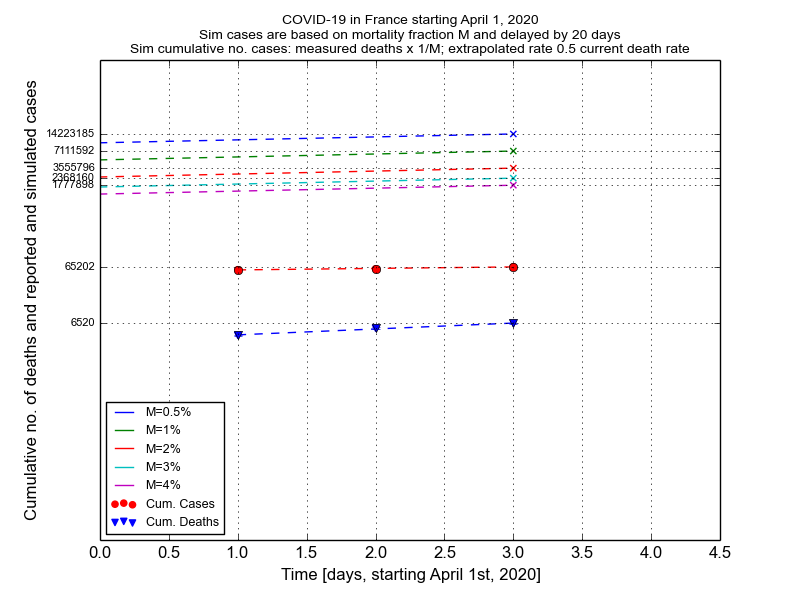 COVID-19 in France starting April 1, 2020
Sim cases are based on mortality fraction M and delayed by 20 days
Sim cumulative no. cases: measured deaths x 1/M; extrapolated rate 0.5 current death rate
Cumulative no. of deaths and reported and simulated cases
14223185
7111592
3555796
2368160
1777898
65202
6520
M=0.5%
M=1%
M=2%
M=3%
M=4%
Cum. Cases
Cum. Deaths
0.0 0.5 1.0 1.5 2.0 2.5 3.0 3.5 4.0 4.5
Time [days, starting April 1st, 2020]